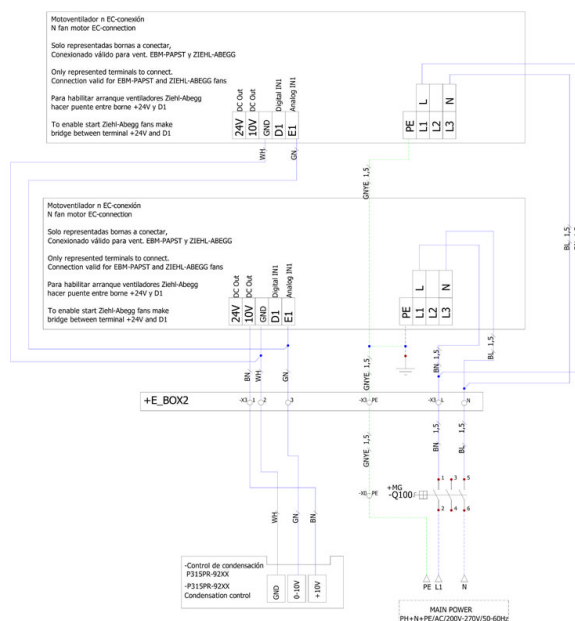 Motoventilador n EC-conexión
N fan motor EC-connection
Solo representadas bornas a conectar,
Conexionado válido para vent. EBM-PAPST y ZIEHL-ABEGG
Only represented terminals to connect.
Connection valid for EBM-PAPST and ZIEHL-ABEGG fans
Para habilitar arranque ventiladores Ziehl-Abegg
hacer puente entre borne +24V y D1
To enable start Ziehl-Abegg fans make
bridge between terminal +24V and D1
24V DC Out
10V DC Out
GND
D1 Digital IN1
E1 Analog IN1
PE
L1 L
L2
L3 N
WH
GN
GNYE 1,5
BL 1,5
Motoventilador n EC-conexión
N fan motor EC-connection
Solo representadas bornas a conectar,
Conexionado válido para vent. EBM-PAPST y ZIEHL-ABEGG
Only represented terminals to connect.
Connection valid for EBM-PAPST and ZIEHL-ABEGG fans
Para habilitar arranque ventiladores Ziehl-Abegg
hacer puente entre borne +24V y D1
To enable start Ziehl-Abegg fans make
bridge between terminal +24V and D1
24V DC Out
10V DC Out
GND
D1 Digital IN1
E1 Analog IN1
PE
L1 L
L2
L3 N
BN
WH
GN
GNYE 1,5
BN 1,5
BL 1,5
+E_BOX2
-X3 1
2
3
-X3 PE
-X3 L
N
GNYE 1,5
BN 1,5
BL 1,5
+MG
-Q100
1 3 5
2 4 6
-X0 PE
WH
GN
BN
-Control de condensación
P315PR-92XX
-P315PR-92XX
Condensation control
GND
0-10V
+10V
PE L1 N
MAIN POWER
PH+N+PE/AC/200V-270V/50-60Hz